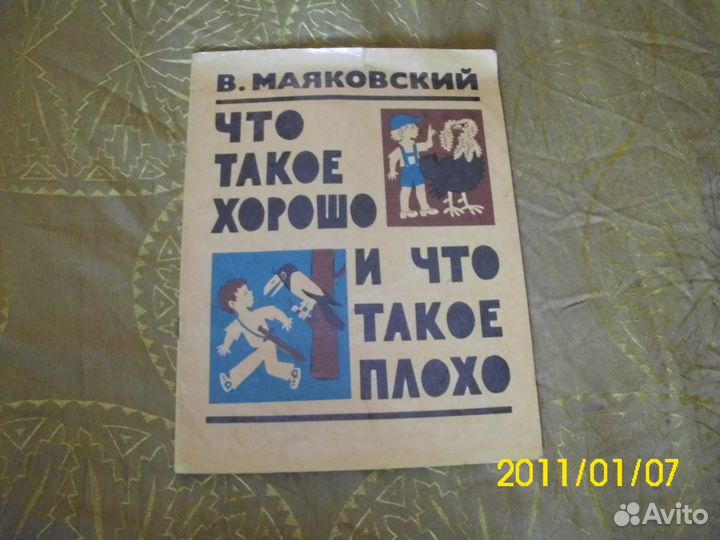 В. МАЯКОВСКИЙ
ЧТО
ТАКОЕ
ХОРОШО
И ЧТО
ТАКОЕ
ПЛОХО
2011/01/07
Avito